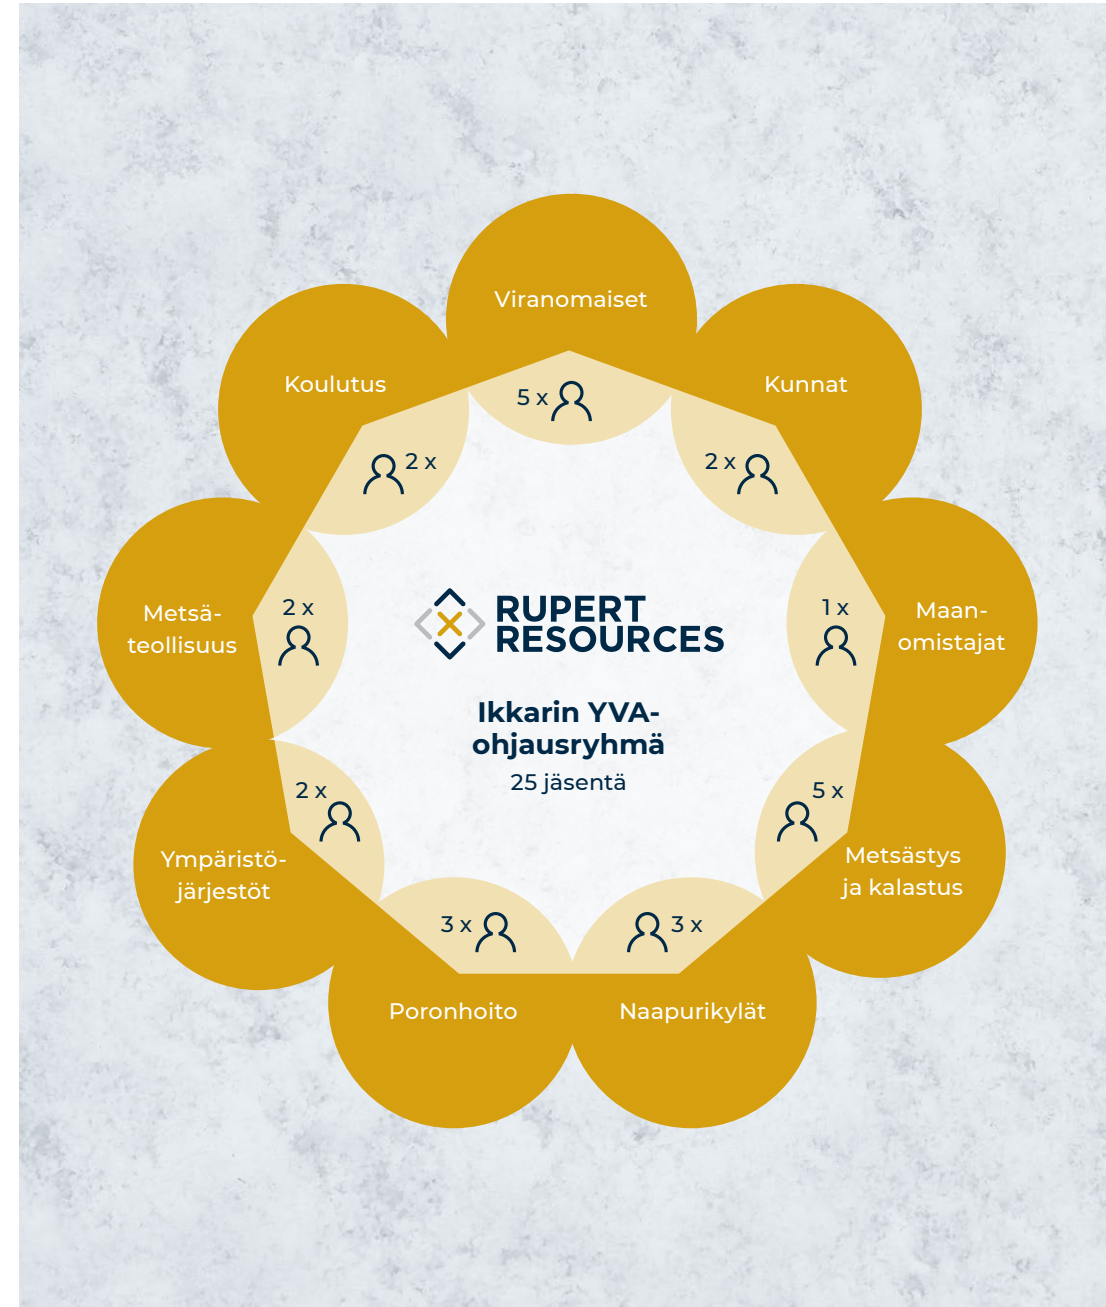 Viranomaiset
5 x
Koulutus
2 x
Kunnat
2 x
Metsä-
teollisuus
2 x
Maan-
omistajat
1 x
RUPERT
RESOURCES
Ikkarin YVA-
ohjausryhmä
25 jäsentä
Ympäristö-
järjestöt
2 x
Metsästys
ja kalastus
5 x
Poronhoito
3 x
Naapurikylät
3 x